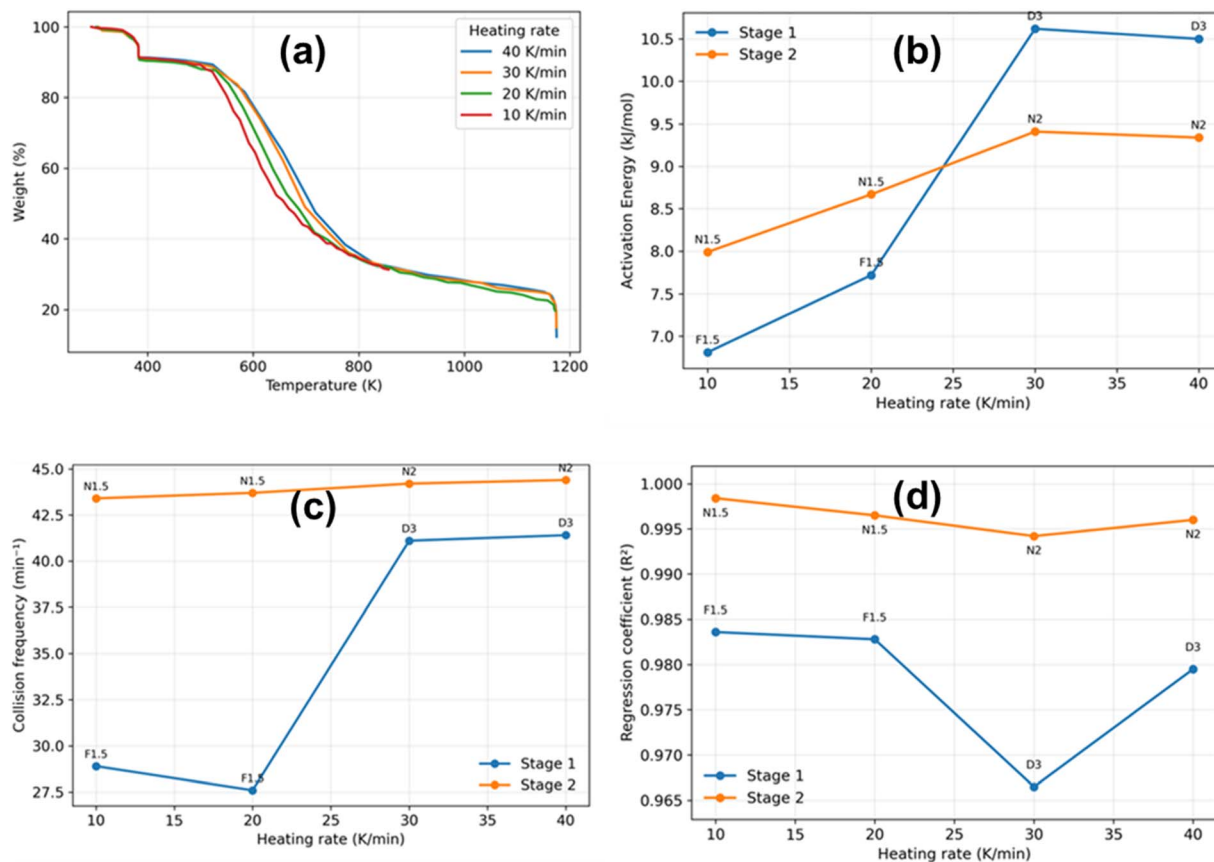 (a)
Heating rate
40 K/min
30 K/min
20 K/min
10 K/min
100
80
60
40
20
Weight (%)
400
600
800
1000
1200
Temperature (K)
(b)
Stage 1
Stage 2
D3
D3
N2
N2
N1.5
N1.5
F1.5
F1.5
10.5
10.0
9.5
9.0
8.5
8.0
7.5
7.0
Activation Energy (kJ/mol)
10
15
20
25
30
35
40
Heating rate (K/min)
(c)
N1.5
N1.5
N2
N2
D3
D3
F1.5
F1.5
Stage 1
Stage 2
45.0
42.5
40.0
37.5
35.0
32.5
30.0
27.5
Collision frequency (min⁻¹)
10
15
20
25
30
35
40
Heating rate (K/min)
(d)
N1.5
N1.5
N2
N2
F1.5
F1.5
D3
D3
Stage 1
Stage 2
1.000
0.995
0.990
0.985
0.980
0.975
0.970
0.965
Regression coefficient (R²)
10
15
20
25
30
35
40
Heating rate (K/min)